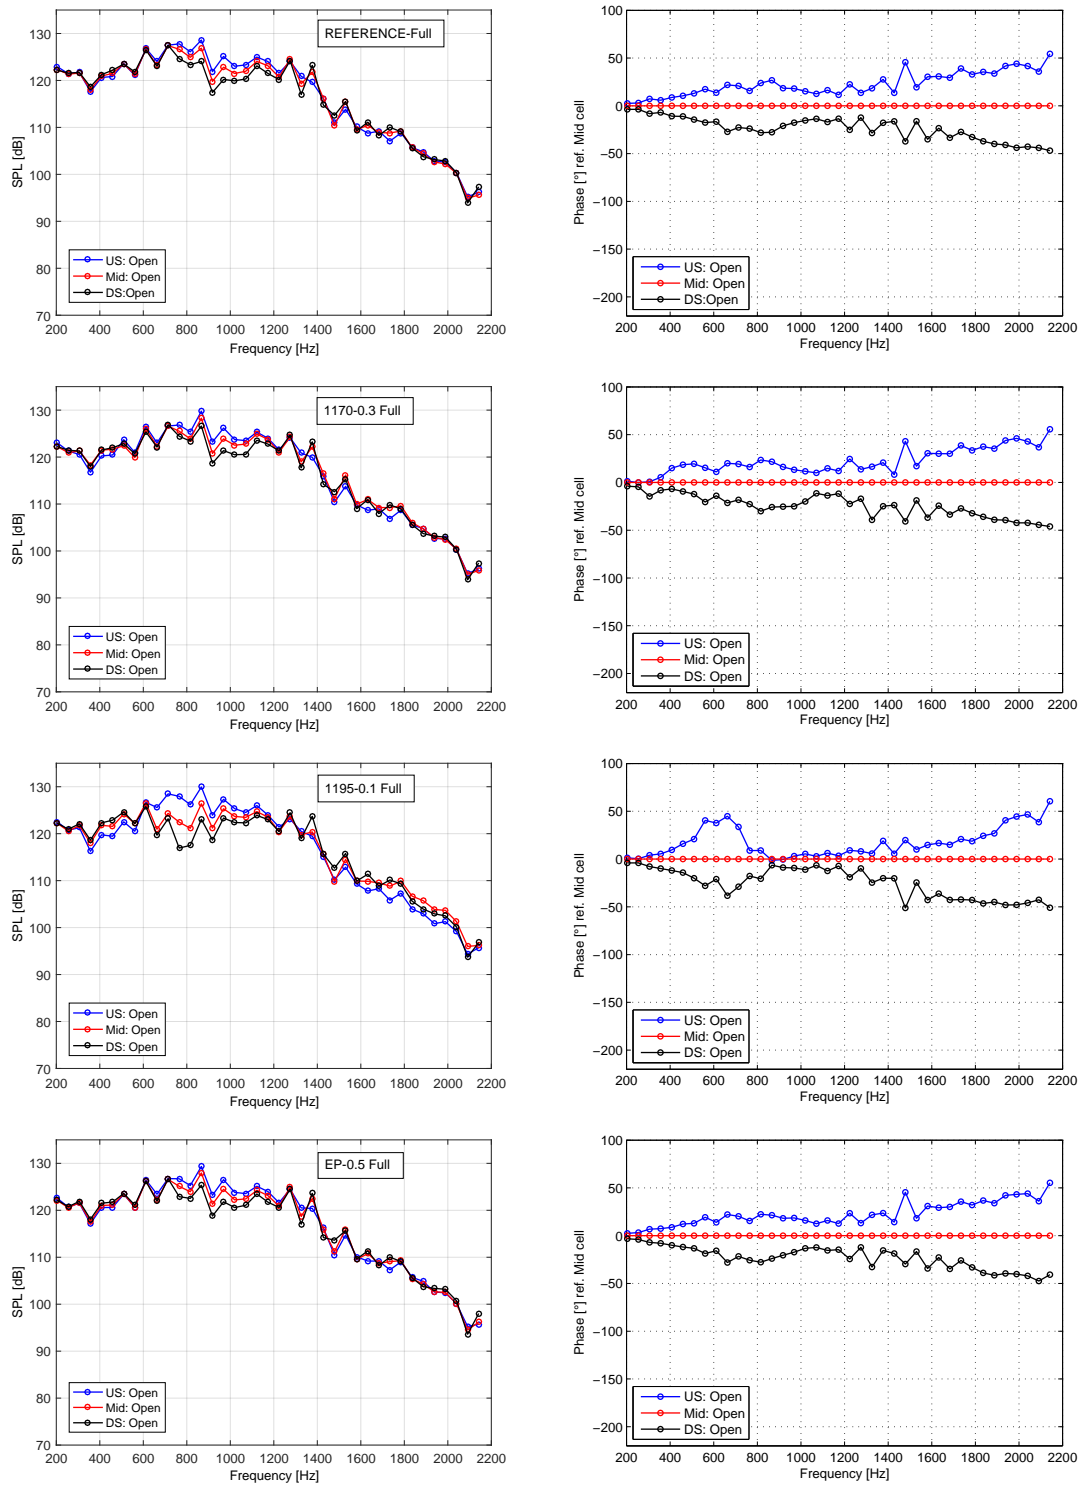 REFERENCE-Full
130
120
110
100
90
80
70
SPL [dB]
US: Open
Mid: Open
DS:Open
200 400 600 800 1000 1200 1400 1600 1800 2000 2200
Frequency [Hz]
100
50
0
−50
−100
−150
−200
Phase [°] ref. Mid cell
US: Open
Mid: Open
DS:Open
200 400 600 800 1000 1200 1400 1600 1800 2000 2200
Frequency [Hz]
1170-0.3 Full
130
120
110
100
90
80
70
SPL [dB]
US: Open
Mid: Open
DS: Open
200 400 600 800 1000 1200 1400 1600 1800 2000 2200
Frequency [Hz]
100
50
0
−50
−100
−150
−200
Phase [°] ref. Mid cell
US: Open
Mid: Open
DS: Open
200 400 600 800 1000 1200 1400 1600 1800 2000 2200
Frequency [Hz]
1195-0.1 Full
130
120
110
100
90
80
70
SPL [dB]
US: Open
Mid: Open
DS: Open
200 400 600 800 1000 1200 1400 1600 1800 2000 2200
Frequency [Hz]
100
50
0
−50
−100
−150
−200
Phase [°] ref. Mid cell
US: Open
Mid: Open
DS: Open
200 400 600 800 1000 1200 1400 1600 1800 2000 2200
Frequency [Hz]
EP-0.5 Full
130
120
110
100
90
80
70
SPL [dB]
US: Open
Mid: Open
DS: Open
200 400 600 800 1000 1200 1400 1600 1800 2000 2200
Frequency [Hz]
100
50
0
−50
−100
−150
−200
Phase [°] ref. Mid cell
US: Open
Mid: Open
DS: Open
200 400 600 800 1000 1200 1400 1600 1800 2000 2200
Frequency [Hz]